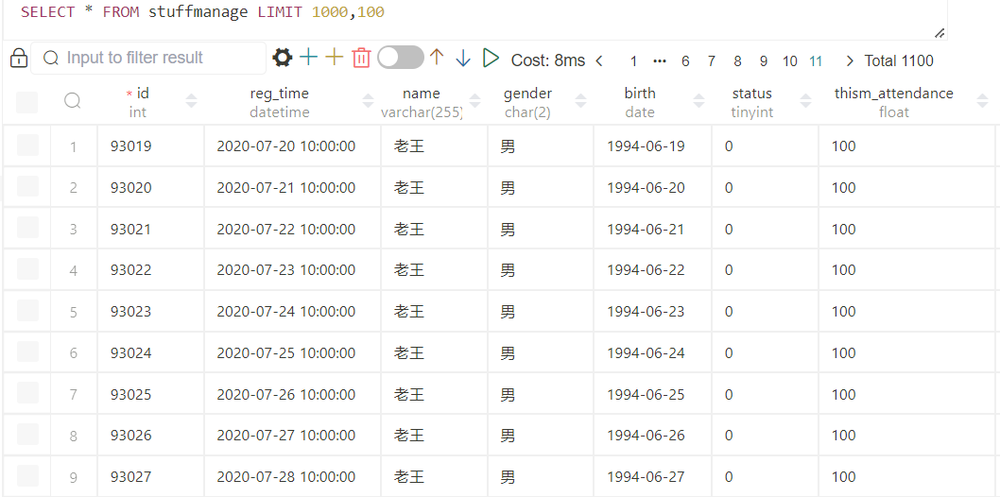 SELECT * FROM stuffmanage LIMIT 1000,100
Input to filter result Cost: 8ms 1 ••• 6 7 8 9 10 11 Total 1100
* id reg_time name gender birth status thism_attendance
int datetime varchar(255) char(2) date tinyint float
1 93019 2020-07-20 10:00:00 老王 男 1994-06-19 0 100
2 93020 2020-07-21 10:00:00 老王 男 1994-06-20 0 100
3 93021 2020-07-22 10:00:00 老王 男 1994-06-21 0 100
4 93022 2020-07-23 10:00:00 老王 男 1994-06-22 0 100
5 93023 2020-07-24 10:00:00 老王 男 1994-06-23 0 100
6 93024 2020-07-25 10:00:00 老王 男 1994-06-24 0 100
7 93025 2020-07-26 10:00:00 老王 男 1994-06-25 0 100
8 93026 2020-07-27 10:00:00 老王 男 1994-06-26 0 100
9 93027 2020-07-28 10:00:00 老王 男 1994-06-27 0 100